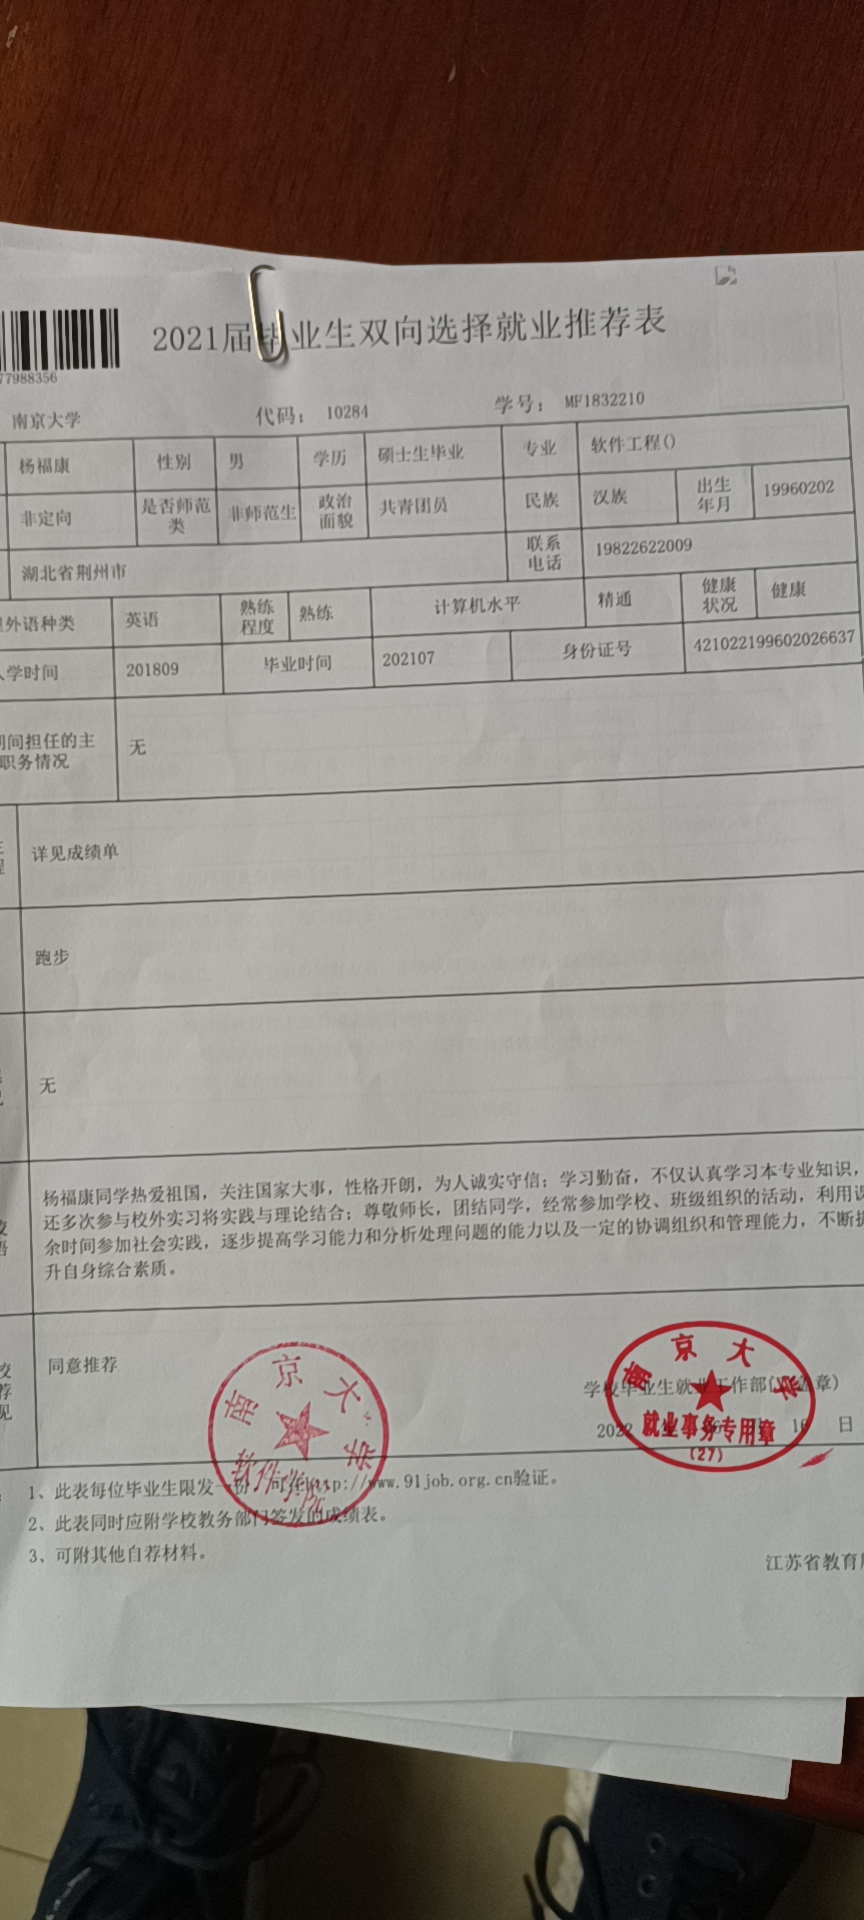 2021届毕业生双向选择就业推荐表
77988356
南京大学 代码： 10284 学号： MF1832210
杨福康 性别 男 学历 硕士生毕业 专业 软件工程()
非定向 是否师范类 非师范生 政治面貌 共青团员 民族 汉族 出生年月 19960202
湖北省荆州市 联系电话 19822622009
外语种类 英语 熟练程度 熟练 计算机水平 精通 健康状况 健康
学时间 201809 毕业时间 202107 身份证号 421022199602026637
间担任的主
职务情况
无
详见成绩单
跑步
无
杨福康同学热爱祖国，关注国家大事，性格开朗，为人诚实守信；学习勤奋，不仅认真学习本专业知识，
还多次参与校外实习将实践与理论结合；尊敬师长，团结同学，经常参加学校、班级组织的活动，利用课
余时间参加社会实践，逐步提高学习能力和分析处理问题的能力以及一定的协调组织和管理能力，不断提
升自身综合素质。
同意推荐
南京大学
软件学院
南京大学
就业事务专用章
(27)
学校毕业生就业工作部(盖章)
2022 16 日
1、此表每位毕业生限发一份，可在http://www.91job.org.cn验证。
2、此表同时应附学校教务部门签发的成绩表。
3、可附其他自荐材料。
江苏省教育